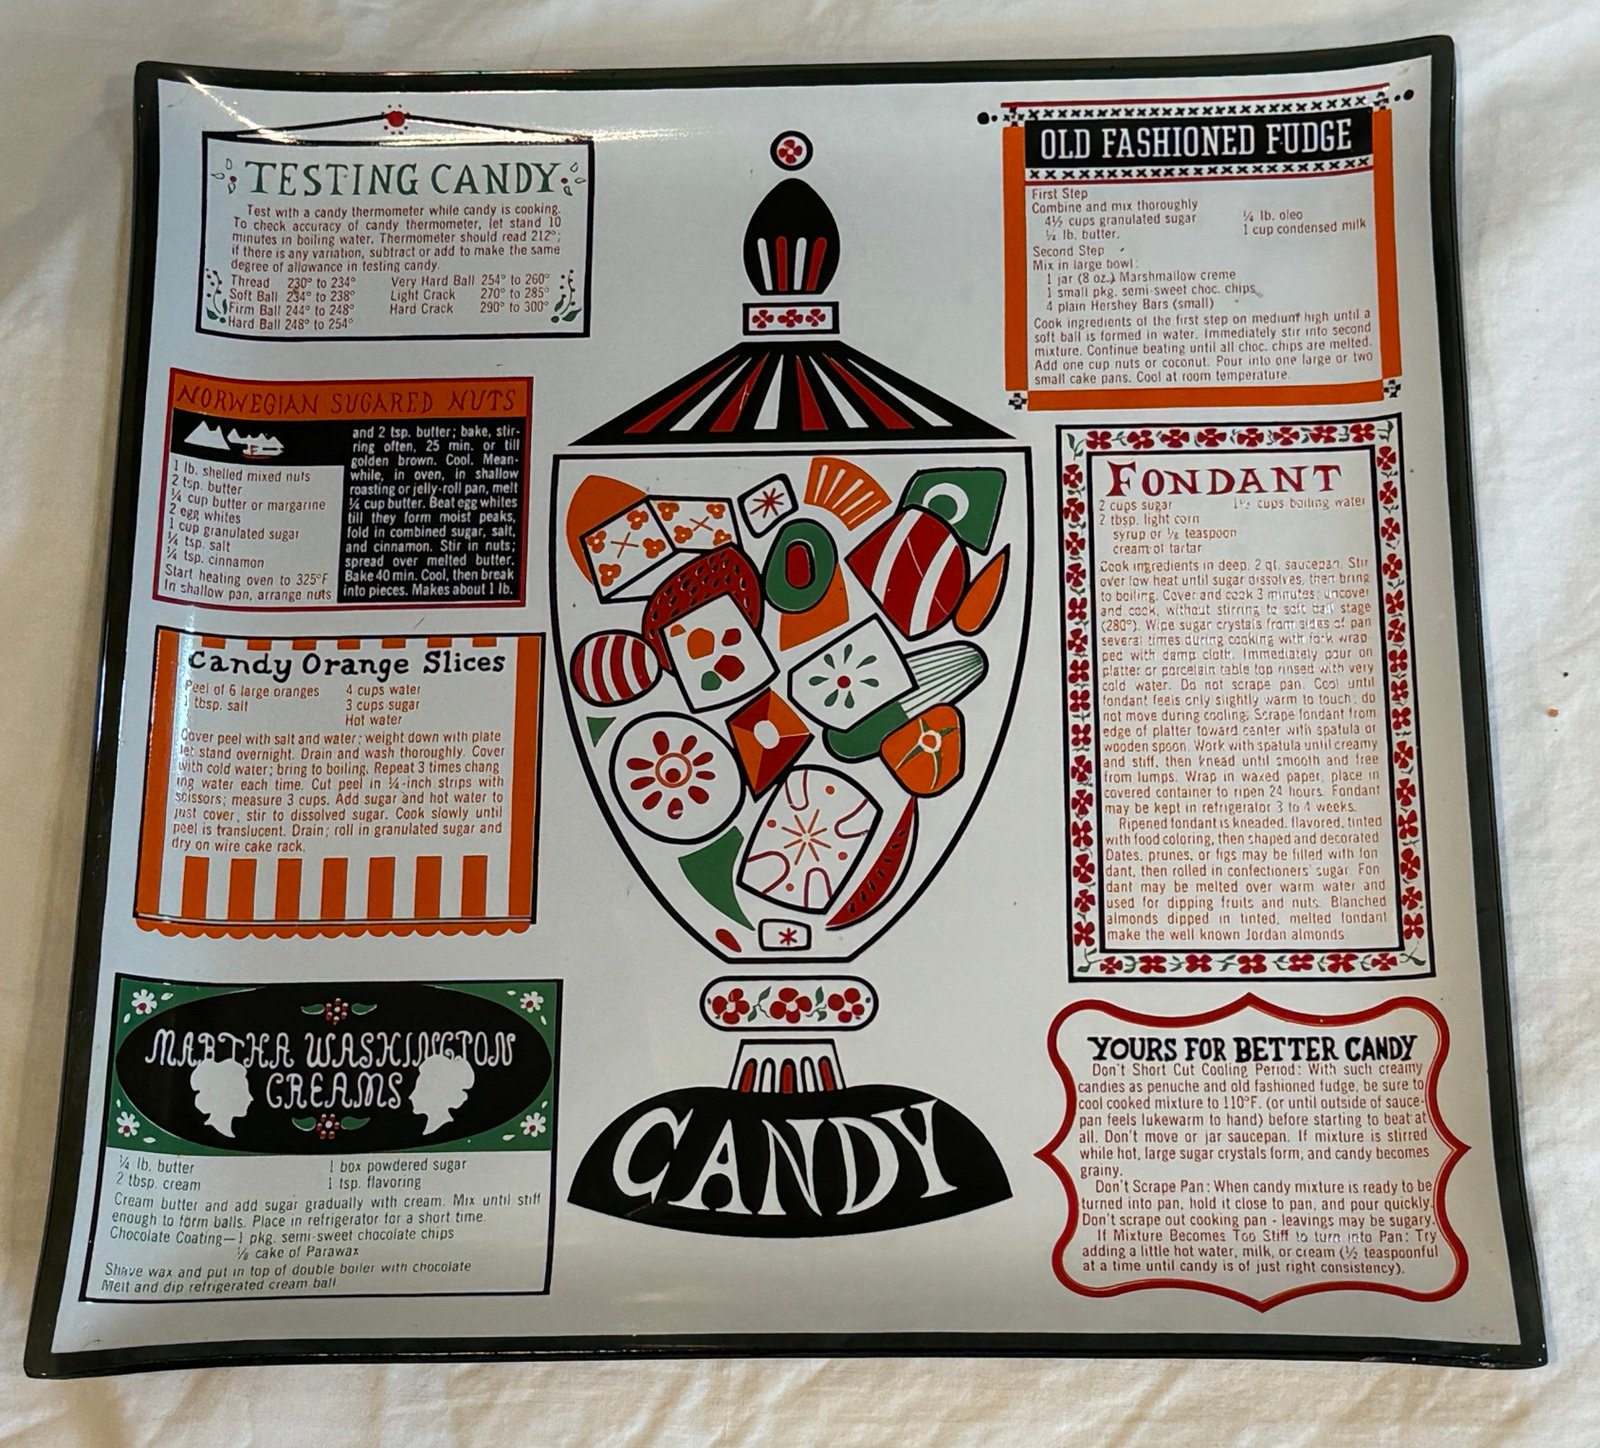 TESTING CANDY
Test with a candy thermometer while candy is cooking.
To check accuracy of candy thermometer, let stand 10
minutes in boiling water. Thermometer should read 212°;
if there is any variation, subtract or add to make the same
degree of allowance in testing candy.
Thread 230° to 234° Very Hard Ball 254° to 260°
Soft Ball 234° to 238° Light Crack 270° to 285°
Firm Ball 244° to 248° Hard Crack 290° to 300°
Hard Ball 248° to 254°
NORWEGIAN SUGARED NUTS
1 lb. shelled mixed nuts
2 tsp. butter
¼ cup butter or margarine
2 egg whites
1 cup granulated sugar
¼ tsp. salt
¼ tsp. cinnamon
Start heating oven to 325°F
In shallow pan, arrange nuts
and 2 tsp. butter; bake, stir-
ring often, 25 min. or till
golden brown. Cool. Mean-
while, in oven, in shallow
roasting or jelly-roll pan, melt
¼ cup butter. Beat egg whites
till they form moist peaks,
fold in combined sugar, salt,
and cinnamon. Stir in nuts;
spread over melted butter.
Bake 40 min. Cool, then break
into pieces. Makes about 1 lb.
Candy Orange Slices
Peel of 6 large oranges 4 cups water
1 tbsp. salt 3 cups sugar
Hot water
Cover peel with salt and water; weight down with plate
let stand overnight. Drain and wash thoroughly. Cover
with cold water; bring to boiling. Repeat 3 times chang
ing water each time. Cut peel in ¼-inch strips with
scissors; measure 3 cups. Add sugar and hot water to
just cover, stir to dissolved sugar. Cook slowly until
peel is translucent. Drain; roll in granulated sugar and
dry on wire cake rack.
MARTHA WASHINGTON
CREAMS
¼ lb. butter 1 box powdered sugar
2 tbsp. cream 1 tsp. flavoring
Cream butter and add sugar gradually with cream. Mix until stiff
enough to form balls. Place in refrigerator for a short time.
Chocolate Coating—1 pkg. semi-sweet chocolate chips
⅛ cake of Parawax
Shave wax and put in top of double boiler with chocolate
Melt and dip refrigerated cream ball
CANDY
OLD FASHIONED FUDGE
First Step
Combine and mix thoroughly
4½ cups granulated sugar ¼ lb. oleo
¼ lb. butter. 1 cup condensed milk
Second Step
Mix in large bowl:
1 jar (8 oz.) Marshmallow creme
1 small pkg. semi-sweet choc. chips
4 plain Hershey Bars (small)
Cook ingredients of the first step on medium high until a
soft ball is formed in water. Immediately stir into second
mixture. Continue beating until all choc. chips are melted.
Add one cup nuts or coconut. Pour into one large or two
small cake pans. Cool at room temperature.
FONDANT
2 cups sugar 1½ cups boiling water
2 tbsp. light corn
syrup or ⅛ teaspoon
cream of tartar
Cook ingredients in deep, 2 qt. saucepan. Stir
over low heat until sugar dissolves, then bring
to boiling. Cover and cook 3 minutes; uncover
and cook, without stirring to soft ball stage
(280°). Wipe sugar crystals from sides of pan
several times during cooking with fork wrap-
ped with damp cloth. Immediately pour on
platter or porcelain table top rinsed with very
cold water. Do not scrape pan. Cool until
fondant feels only slightly warm to touch; do
not move during cooling. Scrape fondant from
edge of platter toward center with spatula or
wooden spoon. Work with spatula until creamy
and stiff, then knead until smooth and free
from lumps. Wrap in waxed paper, place in
covered container to ripen 24 hours. Fondant
may be kept in refrigerator 3 to 4 weeks.
Ripened fondant is kneaded, flavored, tinted
with food coloring, then shaped and decorated
Dates, prunes, or figs may be filled with fon
dant, then rolled in confectioners' sugar. Fon
dant may be melted over warm water and
used for dipping fruits and nuts. Blanched
almonds dipped in tinted, melted fondant
make the well known Jordan almonds
YOURS FOR BETTER CANDY
Don't Short Cut Cooling Period: With such creamy
candies as penuche and old fashioned fudge, be sure to
cool cooked mixture to 110°F. (or until outside of sauce-
pan feels lukewarm to hand) before starting to beat at
all. Don't move or jar saucepan. If mixture is stirred
while hot, large sugar crystals form, and candy becomes
grainy.
Don't Scrape Pan: When candy mixture is ready to be
turned into pan, hold it close to pan, and pour quickly.
Don't scrape out cooking pan - leavings may be sugary.
If Mixture Becomes Too Stiff to turn into Pan: Try
adding a little hot water, milk, or cream (½ teaspoonful
at a time until candy is of just right consistency).